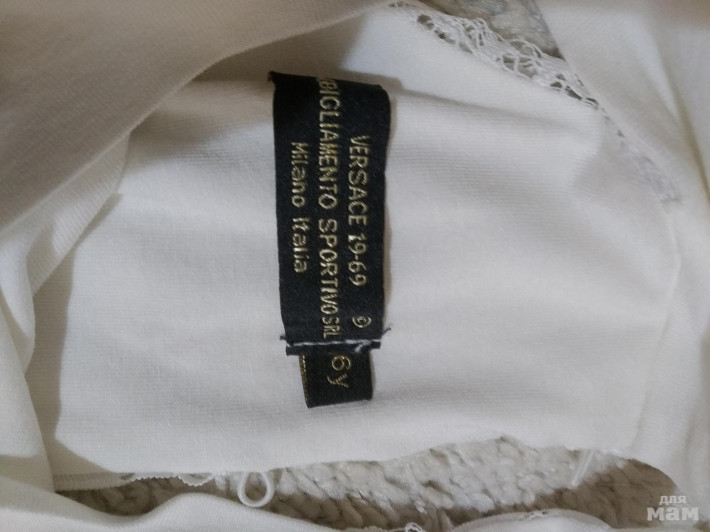 VERSACE 19-69
ABBIGLIAMENTO SPORTIVO SRL ©
Milano Italia
6y
для
мам